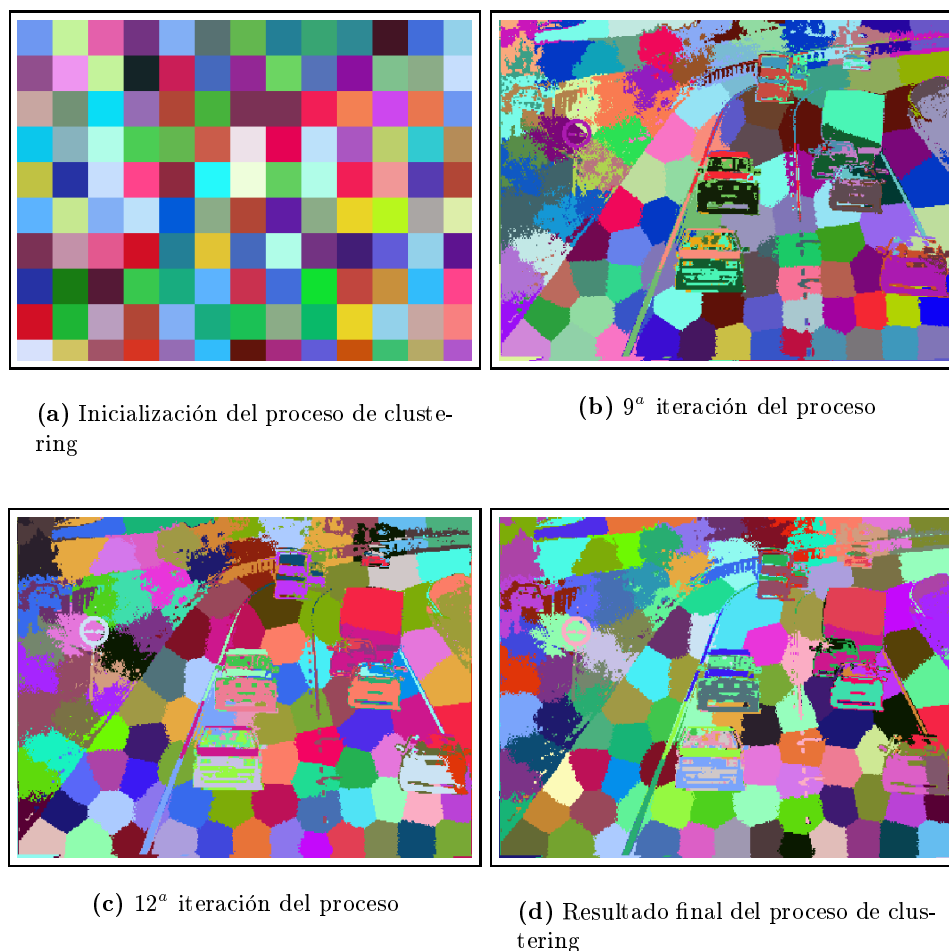 (a) Inicialización del proceso de cluste-
ring
(b) 9ª iteración del proceso
(c) 12ª iteración del proceso
(d) Resultado final del proceso de clus-
tering